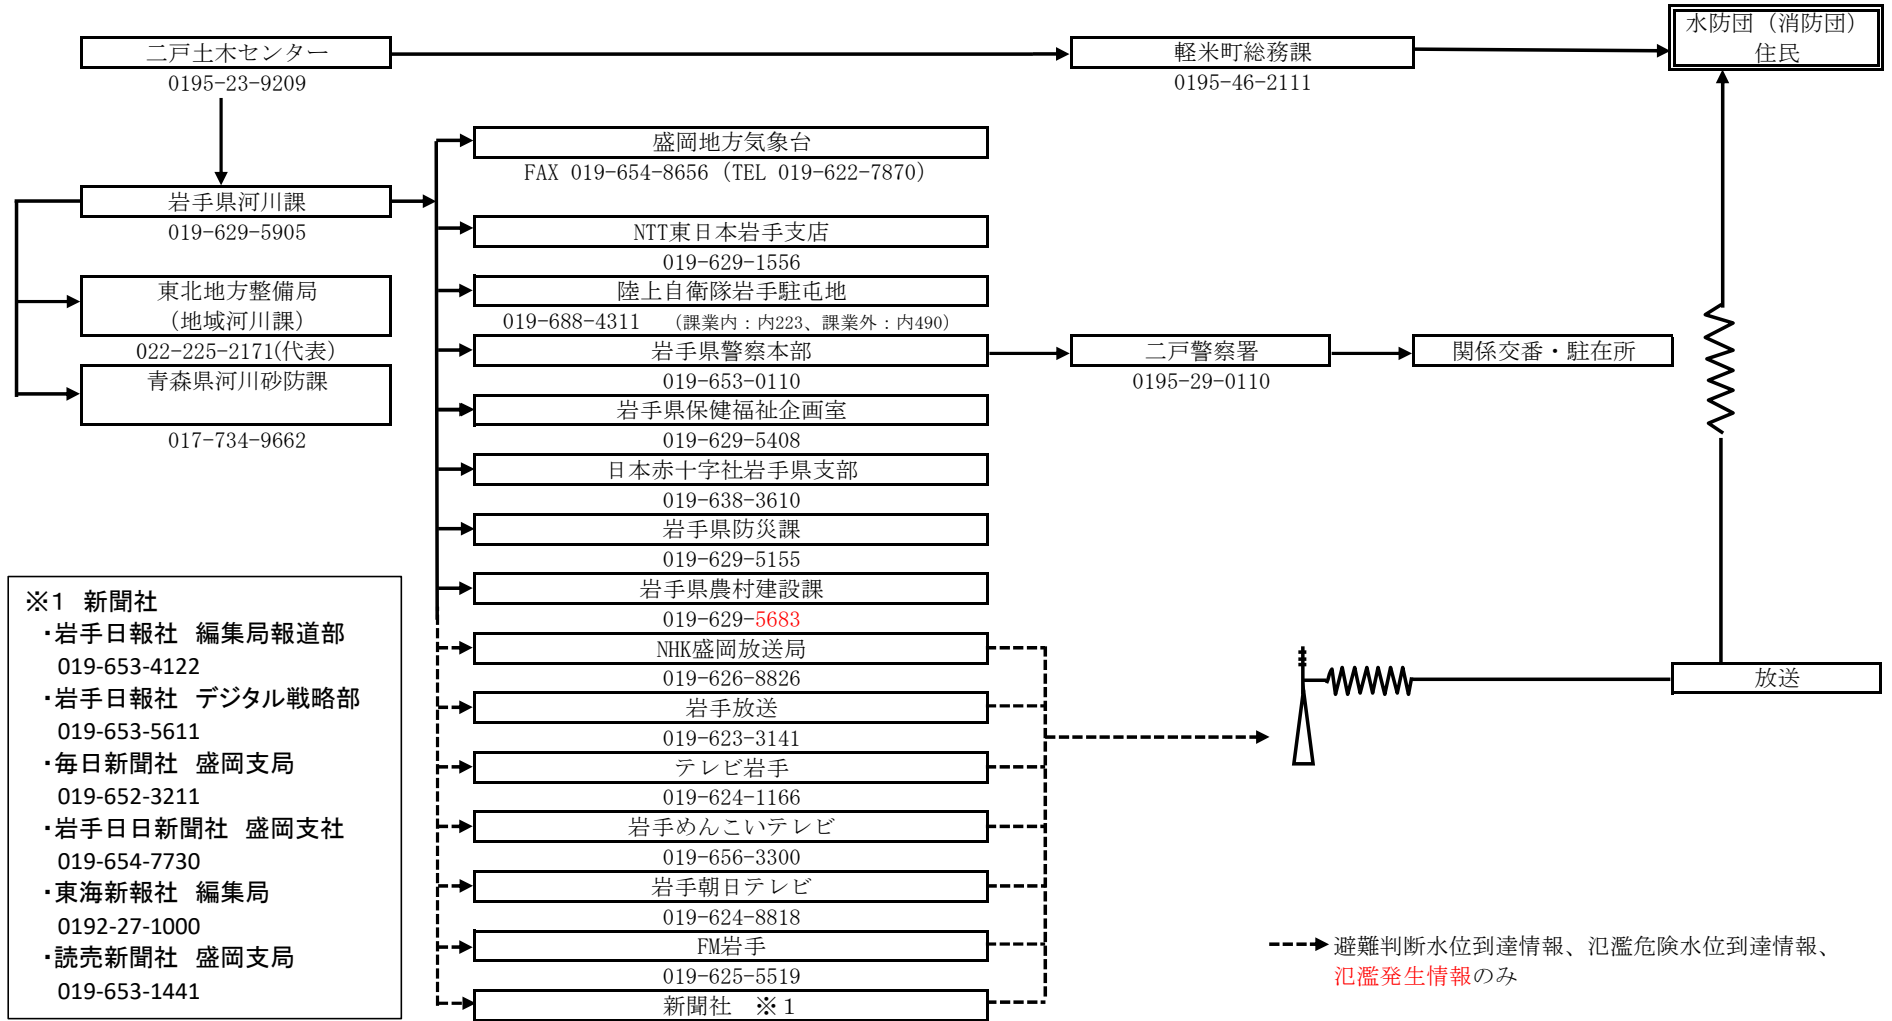 二戸土木センター
0195-23-9209
軽米町総務課
0195-46-2111
水防団（消防団）
住民
岩手県河川課
019-629-5905
東北地方整備局
（地域河川課）
022-225-2171(代表)
青森県河川砂防課
017-734-9662
盛岡地方気象台
FAX 019-654-8656（TEL 019-622-7870）
NTT東日本岩手支店
019-629-1556
陸上自衛隊岩手駐屯地
019-688-4311　（課業内：内223、課業外：内490）
岩手県警察本部
019-653-0110
二戸警察署
0195-29-0110
関係交番・駐在所
岩手県保健福祉企画室
019-629-5408
日本赤十字社岩手県支部
019-638-3610
岩手県防災課
019-629-5155
岩手県農村建設課
019-629-5683
NHK盛岡放送局
019-626-8826
岩手放送
019-623-3141
テレビ岩手
019-624-1166
岩手めんこいテレビ
019-656-3300
岩手朝日テレビ
019-624-8818
FM岩手
019-625-5519
新聞社　※１
放送
※1　新聞社
・岩手日報社　編集局報道部
019-653-4122
・岩手日報社　デジタル戦略部
019-653-5611
・毎日新聞社　盛岡支局
019-652-3211
・岩手日日新聞社　盛岡支社
019-654-7730
・東海新報社　編集局
0192-27-1000
・読売新聞社　盛岡支局
019-653-1441
避難判断水位到達情報、氾濫危険水位到達情報、
氾濫発生情報のみ